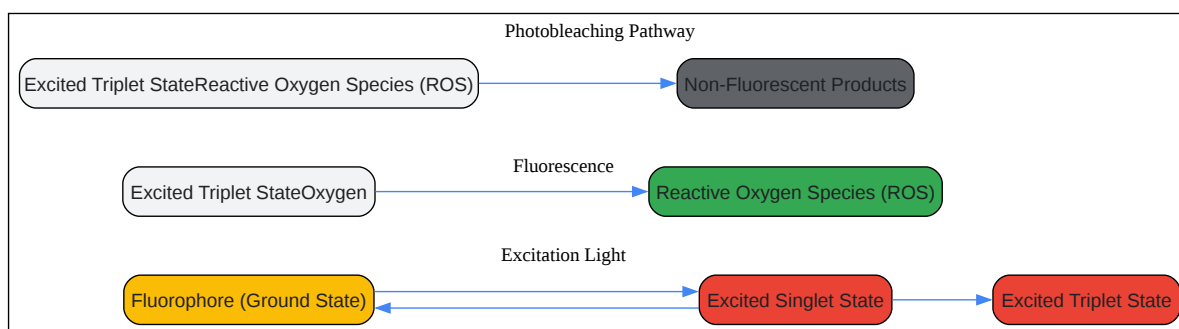 Photobleaching Pathway
Excited Triplet StateReactive Oxygen Species (ROS)
Non-Fluorescent Products
Fluorescence
Excited Triplet StateOxygen
Reactive Oxygen Species (ROS)
Excitation Light
Fluorophore (Ground State)
Excited Singlet State
Excited Triplet State